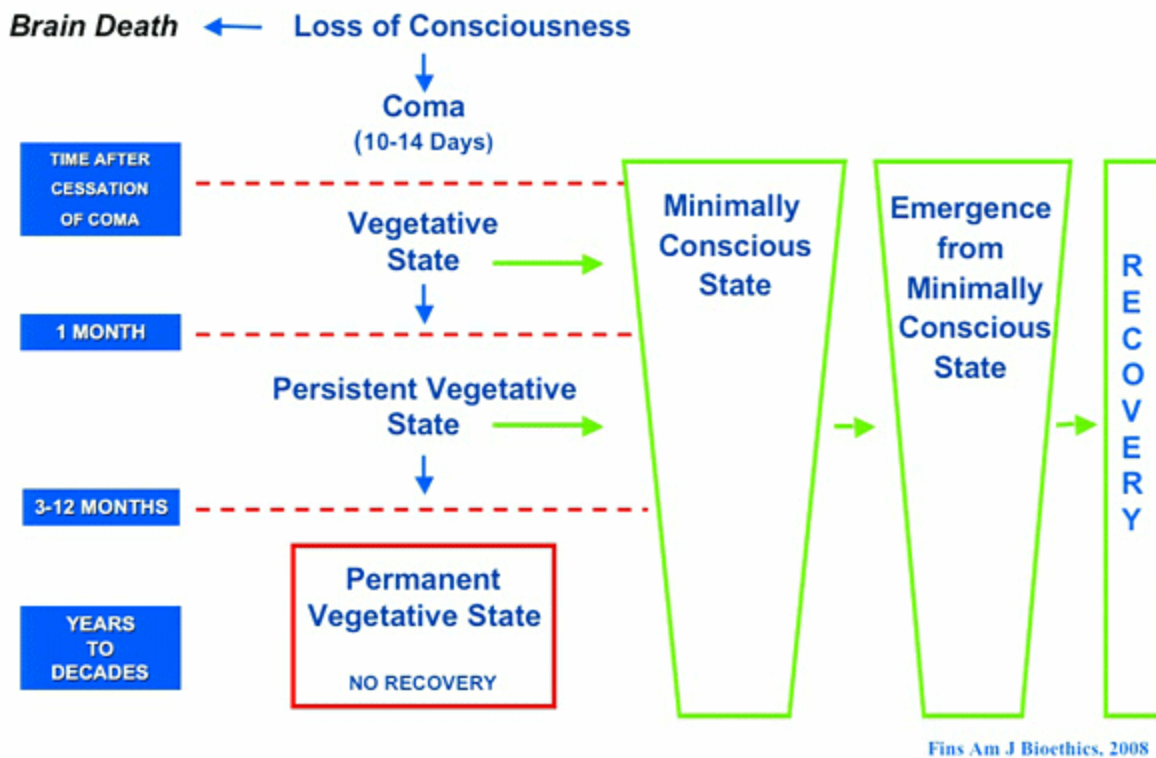 Brain Death
Loss of Consciousness
Coma
(10-14 Days)
TIME AFTER
CESSATION
OF COMA
Vegetative
State
1 MONTH
Persistent Vegetative
State
3-12 MONTHS
Permanent
Vegetative State
NO RECOVERY
YEARS
TO
DECADES
Minimally
Conscious
State
Emergence
from
Minimally
Conscious
State
R
E
C
O
V
E
R
Y
Fins Am J Bioethics, 2008